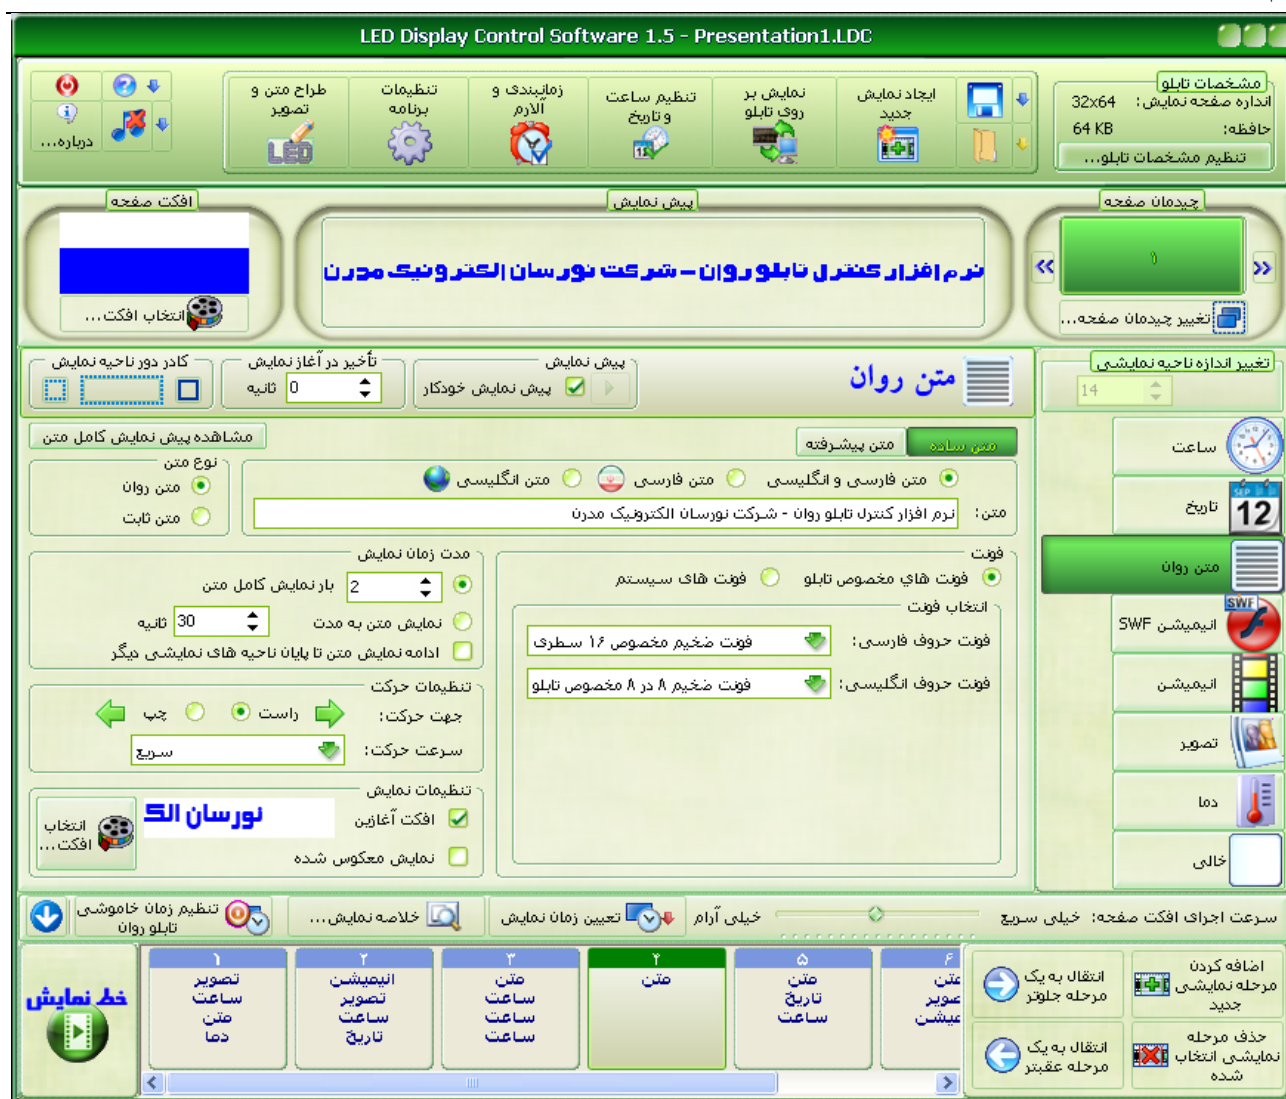 LED Display Control Software 1.5 - Presentation1.LDC
مشخصات تابلو
اندازه صفحه نمایش: 32x64
حافظه: 64 KB
تنظیم مشخصات تابلو...
ایجاد نمایش
جدید
نمایش بر
روی تابلو
تنظیم ساعت
و تاریخ
زمانبندی و
آلارم
تنظیمات
برنامه
طراح متن و
تصویر
LED
درباره...
چیدمان صفحه
۱
تغییر چیدمان صفحه...
پیش نمایش
نرم افزار کنترل تابلو روان - شرکت نورسان الکترونیک مدرن
افکت صفحه
انتخاب افکت...
تغییر اندازه ناحیه نمایشی
14
ساعت
SEP
12
تاریخ
متن روان
SWF
انیمیشن SWF
انیمیشن
تصویر
دما
خالی
متن روان
پیش نمایش
پیش نمایش خودکار
تأخیر در آغاز نمایش
0 ثانیه
کادر دور ناحیه نمایش
متن ساده
متن پیشرفته
مشاهده پیش نمایش کامل متن
متن فارسی و انگلیسی
متن فارسی
متن انگلیسی
متن: نرم افزار کنترل تابلو روان - شرکت نورسان الکترونیک مدرن
نوع متن
متن روان
متن ثابت
فونت
فونت هاي مخصوص تابلو
فونت های سیستم
انتخاب فونت
فونت حروف فارسی: فونت ضخیم مخصوص ۱۶ سطری
فونت حروف انگلیسی: فونت ضخیم ۸ در ۸ مخصوص تابلو
مدت زمان نمایش
2 بار نمایش کامل متن
نمایش متن به مدت 30 ثانیه
ادامه نمایش متن تا پایان ناحیه های نمایشی دیگر
تنظیمات حرکت
جهت حرکت: راست چپ
سرعت حرکت: سریع
تنظیمات نمایش
افکت آغازین
نورسان الک
نمایش معکوس شده
انتخاب
افکت...
سرعت اجرای افکت صفحه: خیلی سریع
خیلی آرام
تعیین زمان نمایش
خلاصه نمایش...
تنظیم زمان خاموشی
تابلو روان
خط نمایش
۱
تصویر
ساعت
متن
دما
۲
انیمیشن
تصویر
ساعت
تاریخ
۳
متن
ساعت
ساعت
ساعت
۴
متن
۵
متن
تاریخ
ساعت
۶
متن
صویر
میشن
انتقال به یک
مرحله جلوتر
انتقال به یک
مرحله عقبتر
اضافه کردن
مرحله نمایشی
جدید
حذف مرحله
نمایشی انتخاب
شده